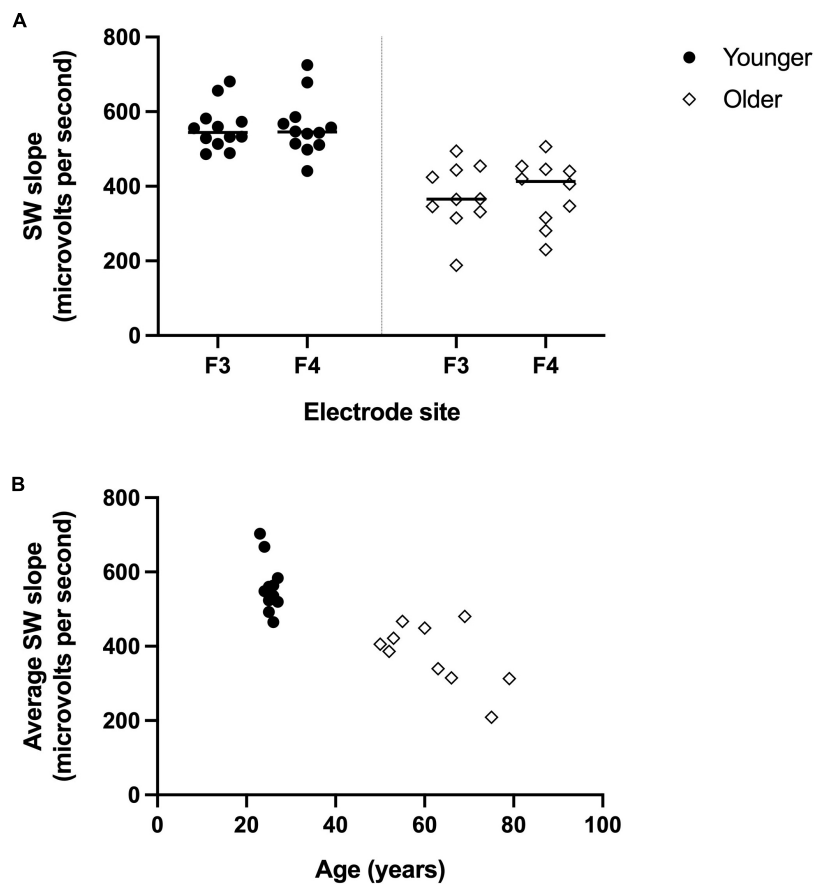 A
SW slope
(microvolts per second)
800
600
400
200
0
F3
F4
F3
F4
Electrode site
Younger
Older
B
Average SW slope
(microvolts per second)
800
600
400
200
0
0
20
40
60
80
100
Age (years)